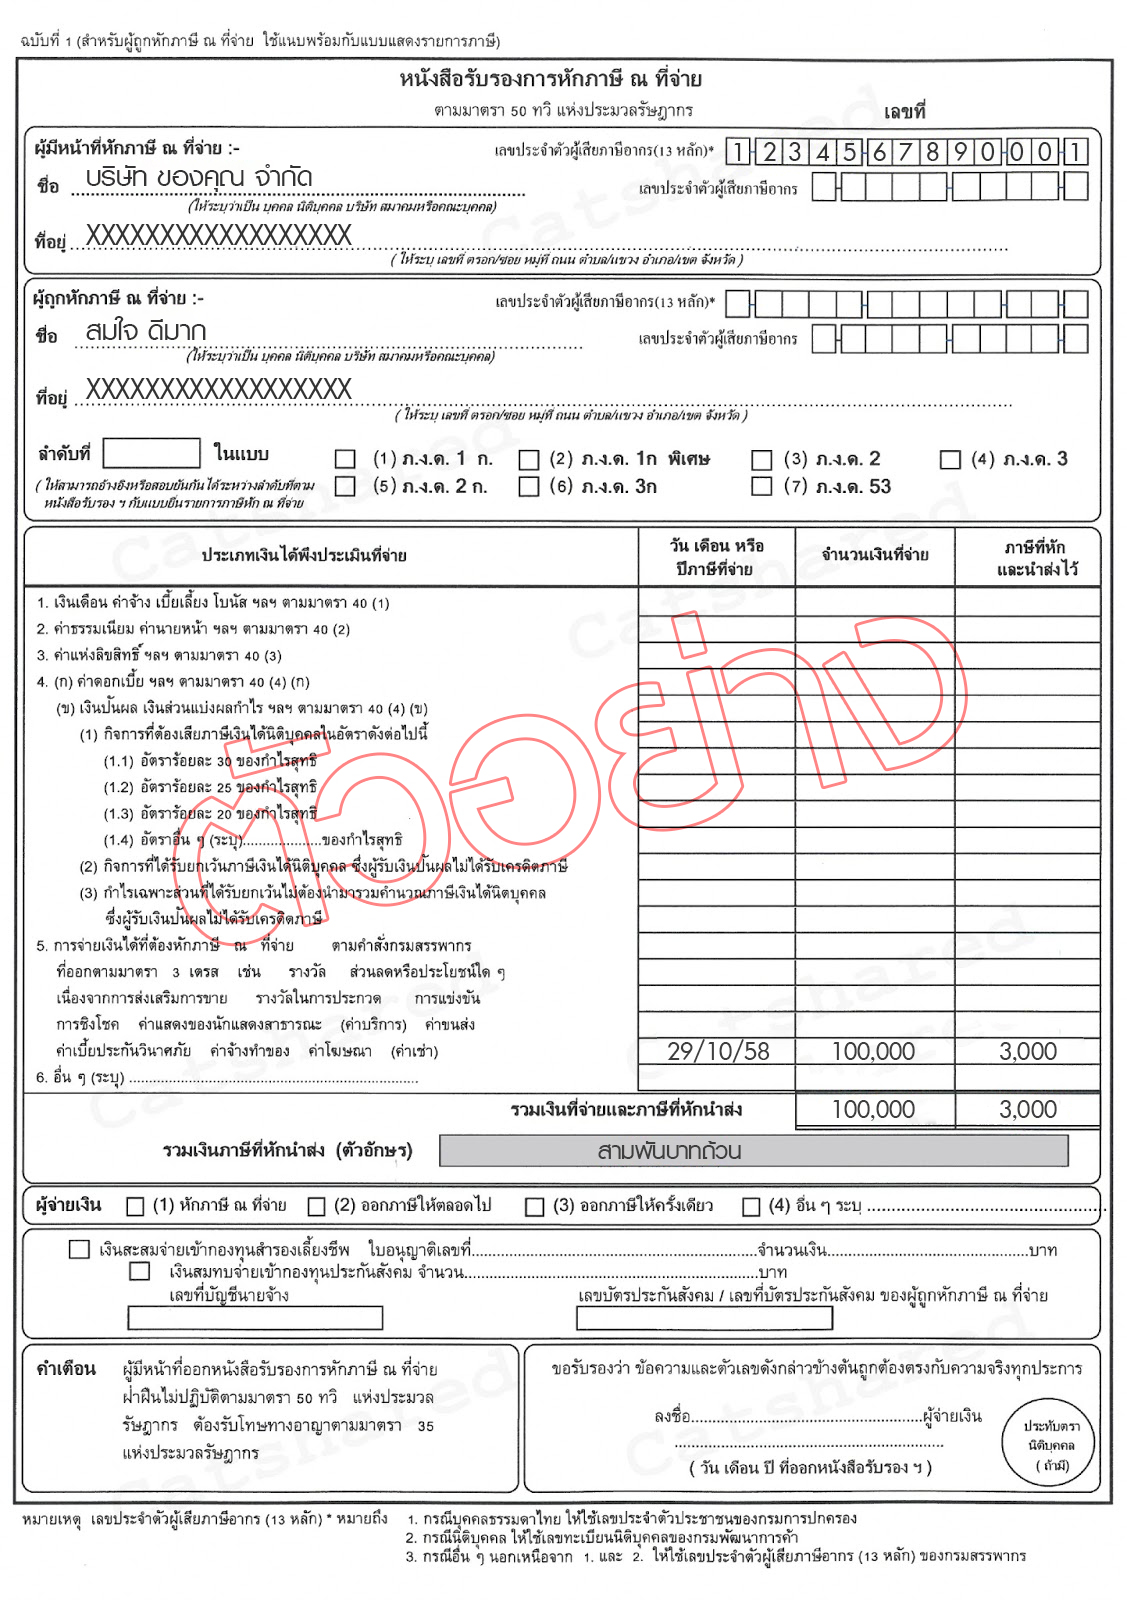 ฉบับที่ 1 (สำหรับผู้ถูกหักภาษี ณ ที่จ่าย ใช้แนบพร้อมกับแบบแสดงรายการภาษี)
หนังสือรับรองการหักภาษี ณ ที่จ่าย
ตามมาตรา 50 ทวิ แห่งประมวลรัษฎากร เลขที่
ผู้มีหน้าที่หักภาษี ณ ที่จ่าย :- เลขประจำตัวผู้เสียภาษีอากร(13 หลัก)* 1-2345-67890-00-1
ชื่อ บริษัท ของคุณ จำกัด เลขประจำตัวผู้เสียภาษีอากร
(ให้ระบุว่าเป็น บุคคล นิติบุคคล บริษัท สมาคมหรือคณะบุคคล)
ที่อยู่ XXXXXXXXXXXXXXXXXX
( ให้ระบุ เลขที่ ตรอก/ซอย หมู่ที่ ถนน ตำบล/แขวง อำเภอ/เขต จังหวัด )
ผู้ถูกหักภาษี ณ ที่จ่าย :- เลขประจำตัวผู้เสียภาษีอากร(13 หลัก)*
ชื่อ สมใจ ดีมาก เลขประจำตัวผู้เสียภาษีอากร
(ให้ระบุว่าเป็น บุคคล นิติบุคคล บริษัท สมาคมหรือคณะบุคคล)
ที่อยู่ XXXXXXXXXXXXXXXXXX
( ให้ระบุ เลขที่ ตรอก/ซอย หมู่ที่ ถนน ตำบล/แขวง อำเภอ/เขต จังหวัด )
ลำดับที่ ในแบบ (1) ภ.ง.ด. 1 ก. (2) ภ.ง.ด. 1ก พิเศษ (3) ภ.ง.ด. 2 (4) ภ.ง.ด. 3
( ให้สามารถอ้างอิงหรือสอบยันกันได้ระหว่างลำดับที่ตาม (5) ภ.ง.ด. 2 ก. (6) ภ.ง.ด. 3ก (7) ภ.ง.ด. 53
หนังสือรับรอง ฯ กับแบบยื่นรายการภาษีหัก ณ ที่จ่าย
ประเภทเงินได้พึงประเมินที่จ่าย วัน เดือน หรือ จำนวนเงินที่จ่าย ภาษีที่หัก
ปีภาษีที่จ่าย และนำส่งไว้
1. เงินเดือน ค่าจ้าง เบี้ยเลี้ยง โบนัส ฯลฯ ตามมาตรา 40 (1)
2. ค่าธรรมเนียม ค่านายหน้า ฯลฯ ตามมาตรา 40 (2)
3. ค่าแห่งลิขสิทธิ์ ฯลฯ ตามมาตรา 40 (3)
4. (ก) ค่าดอกเบี้ย ฯลฯ ตามมาตรา 40 (4) (ก)
(ข) เงินปันผล เงินส่วนแบ่งผลกำไร ฯลฯ ตามมาตรา 40 (4) (ข)
(1) กิจการที่ต้องเสียภาษีเงินได้นิติบุคคลในอัตราดังต่อไปนี้
(1.1) อัตราร้อยละ 30 ของกำไรสุทธิ
(1.2) อัตราร้อยละ 25 ของกำไรสุทธิ
(1.3) อัตราร้อยละ 20 ของกำไรสุทธิ
(1.4) อัตราอื่น ๆ (ระบุ)....................ของกำไรสุทธิ
(2) กิจการที่ได้รับยกเว้นภาษีเงินได้นิติบุคคล ซึ่งผู้รับเงินปันผลไม่ได้รับเครดิตภาษี
(3) กำไรเฉพาะส่วนที่ได้รับยกเว้นไม่ต้องนำมารวมคำนวณภาษีเงินได้นิติบุคคล
ซึ่งผู้รับเงินปันผลไม่ได้รับเครดิตภาษี
ตัวอย่าง
5. การจ่ายเงินได้ที่ต้องหักภาษี ณ ที่จ่าย ตามคำสั่งกรมสรรพากร
ที่ออกตามมาตรา 3 เตรส เช่น รางวัล ส่วนลดหรือประโยชน์ใด ๆ
เนื่องจากการส่งเสริมการขาย รางวัลในการประกวด การแข่งขัน
การชิงโชค ค่าแสดงของนักแสดงสาธารณะ (ค่าบริการ) ค่าขนส่ง
ค่าเบี้ยประกันวินาศภัย ค่าจ้างทำของ ค่าโฆษณา (ค่าเช่า) 29/10/58 100,000 3,000
6. อื่น ๆ (ระบุ) ....................
รวมเงินที่จ่ายและภาษีที่หักนำส่ง 100,000 3,000
รวมเงินภาษีที่หักนำส่ง (ตัวอักษร) สามพันบาทถ้วน
ผู้จ่ายเงิน (1) หักภาษี ณ ที่จ่าย (2) ออกภาษีให้ตลอดไป (3) ออกภาษีให้ครั้งเดียว (4) อื่น ๆ ระบุ ....................
เงินสะสมจ่ายเข้ากองทุนสำรองเลี้ยงชีพ ใบอนุญาติเลขที่....................จำนวนเงิน....................บาท
เงินสมทบจ่ายเข้ากองทุนประกันสังคม จำนวน....................บาท
เลขที่บัญชีนายจ้าง เลขบัตรประกันสังคม / เลขที่บัตรประกันสังคม ของผู้ถูกหักภาษี ณ ที่จ่าย
คำเตือน ผู้มีหน้าที่ออกหนังสือรับรองการหักภาษี ณ ที่จ่าย
ฝ่าฝืนไม่ปฏิบัติตามมาตรา 50 ทวิ แห่งประมวล
รัษฎากร ต้องรับโทษทางอาญาตามมาตรา 35
แห่งประมวลรัษฎากร
ขอรับรองว่า ข้อความและตัวเลขดังกล่าวข้างต้นถูกต้องตรงกับความจริงทุกประการ
ลงชื่อ....................ผู้จ่ายเงิน
....................
( วัน เดือน ปี ที่ออกหนังสือรับรอง ฯ )
ประทับตรา
นิติบุคคล
( ถ้ามี)
หมายเหตุ เลขประจำตัวผู้เสียภาษีอากร (13 หลัก) * หมายถึง 1. กรณีบุคคลธรรมดาไทย ให้ใช้เลขประจำตัวประชาชนของกรมการปกครอง
2. กรณีนิติบุคคล ให้ใช้เลขทะเบียนนิติบุคคลของกรมพัฒนาการค้า
3. กรณีอื่น ๆ นอกเหนือจาก 1. และ 2. ให้ใช้เลขประจำตัวผู้เสียภาษีอากร (13 หลัก) ของกรมสรรพากร
Catshared